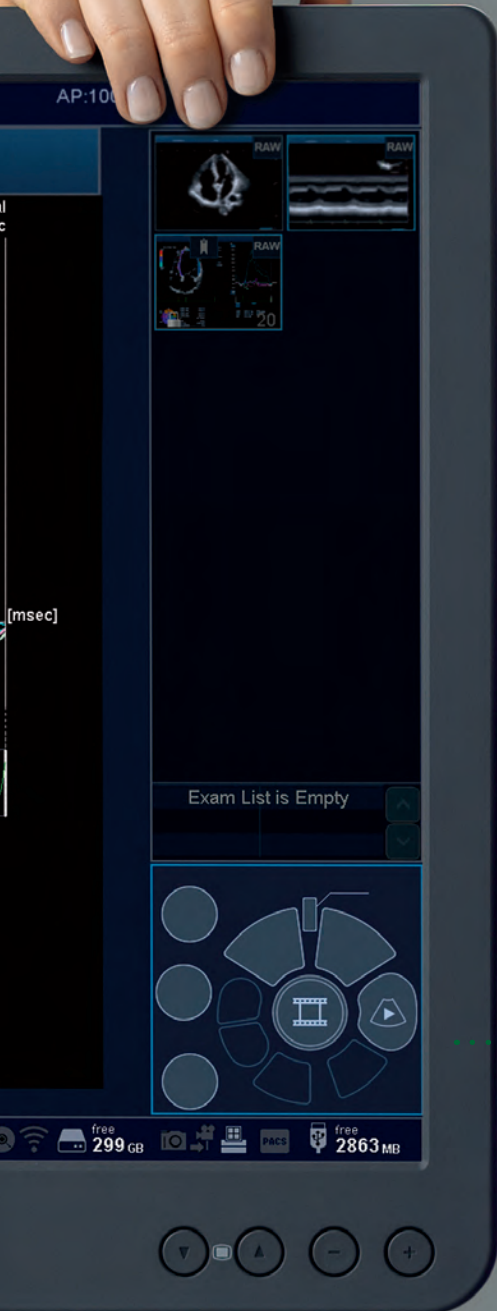 AP:100
RAW
RAW
RAW
20
[msec]
Exam List is Empty
free
299 GB
PACS
free
2863 MB